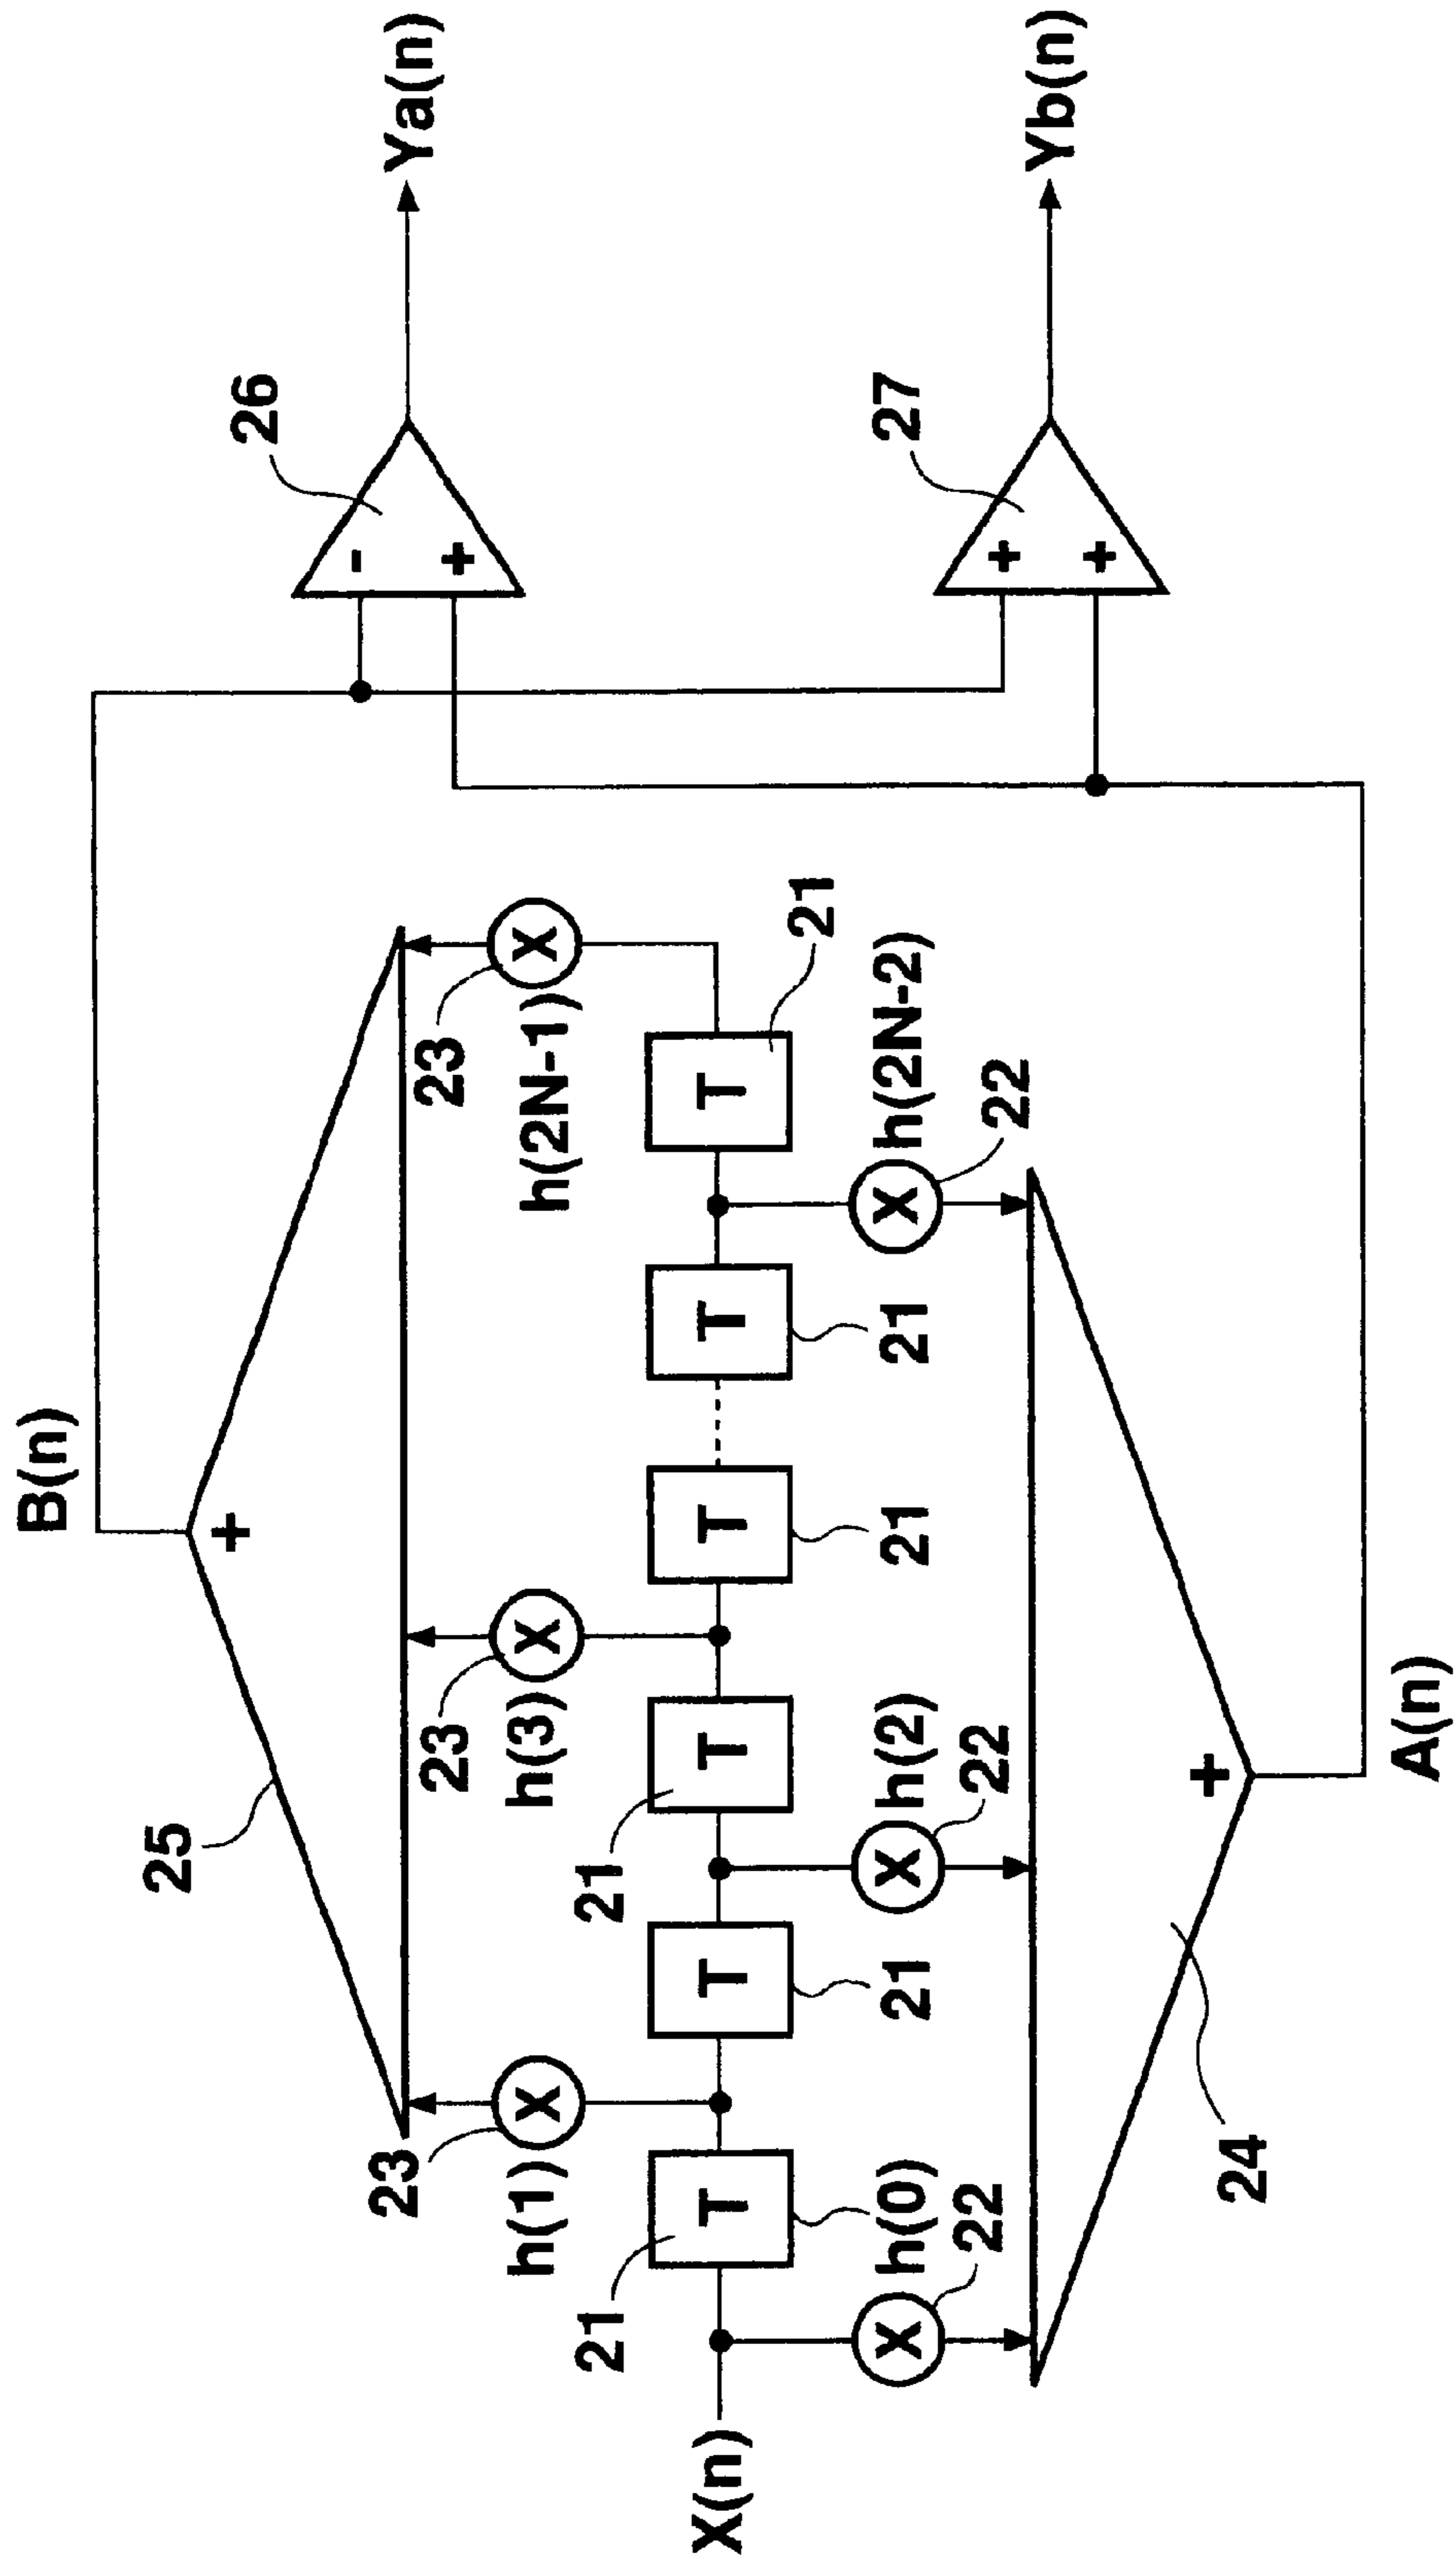 B(n)
25
+
23
h(1)
23
h(3)
23
h(2N-1)
X
X
X
X(n)
21
T
T
21
T
T
T
T
21
h(0)
22
X
21
h(2)
22
X
21
21
h(2N-2)
22
X
24
+
A(n)
26
-
+
Ya(n)
27
+
+
Yb(n)